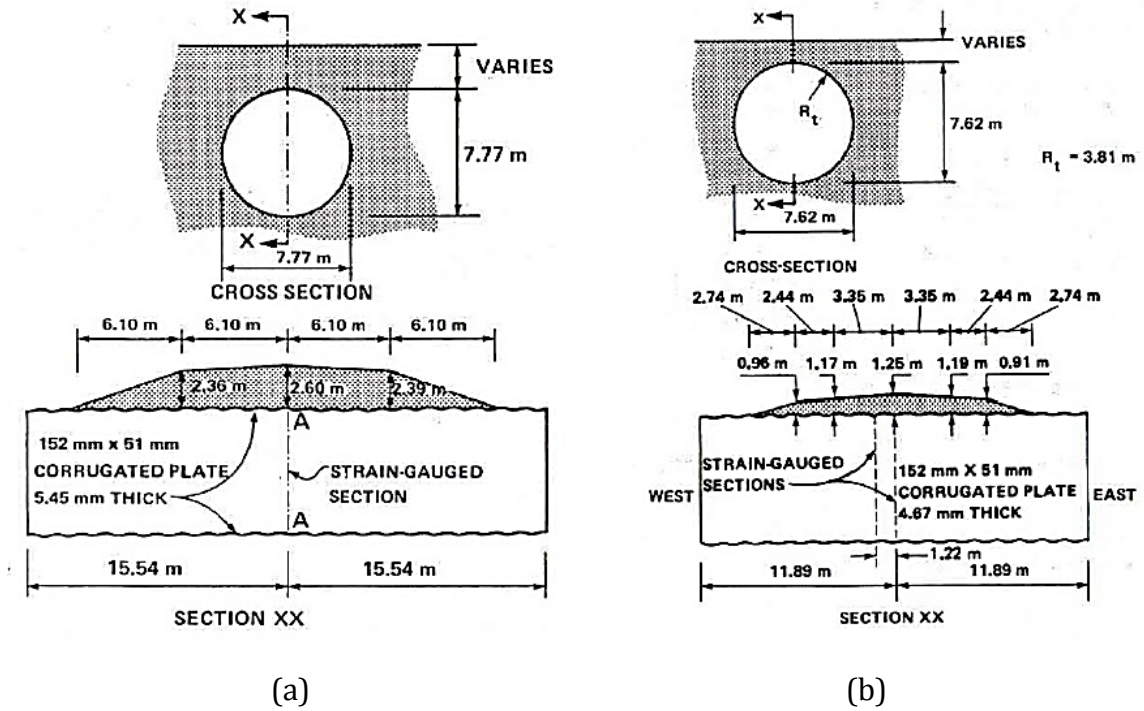 X
VARIES
7.77 m
X
7.77 m
CROSS SECTION
6.10 m 6.10 m 6.10 m 6.10 m
2.36 m 2.60 m 2.39 m
A
152 mm x 51 mm
CORRUGATED PLATE
5.45 mm THICK
STRAIN-GAUGED
SECTION
A
15.54 m 15.54 m
SECTION XX
(a)
X
VARIES
Rt
7.62 m
Rt = 3.81 m
X
7.62 m
CROSS-SECTION
2.74 m 2.44 m 3.35 m 3.35 m 2.44 m 2.74 m
0.96 m 1.17 m 1.25 m 1.19 m 0.91 m
STRAIN-GAUGED
SECTIONS
152 mm X 51 mm
CORRUGATED PLATE
4.67 mm THICK
WEST
EAST
1.22 m
11.89 m 11.89 m
SECTION XX
(b)